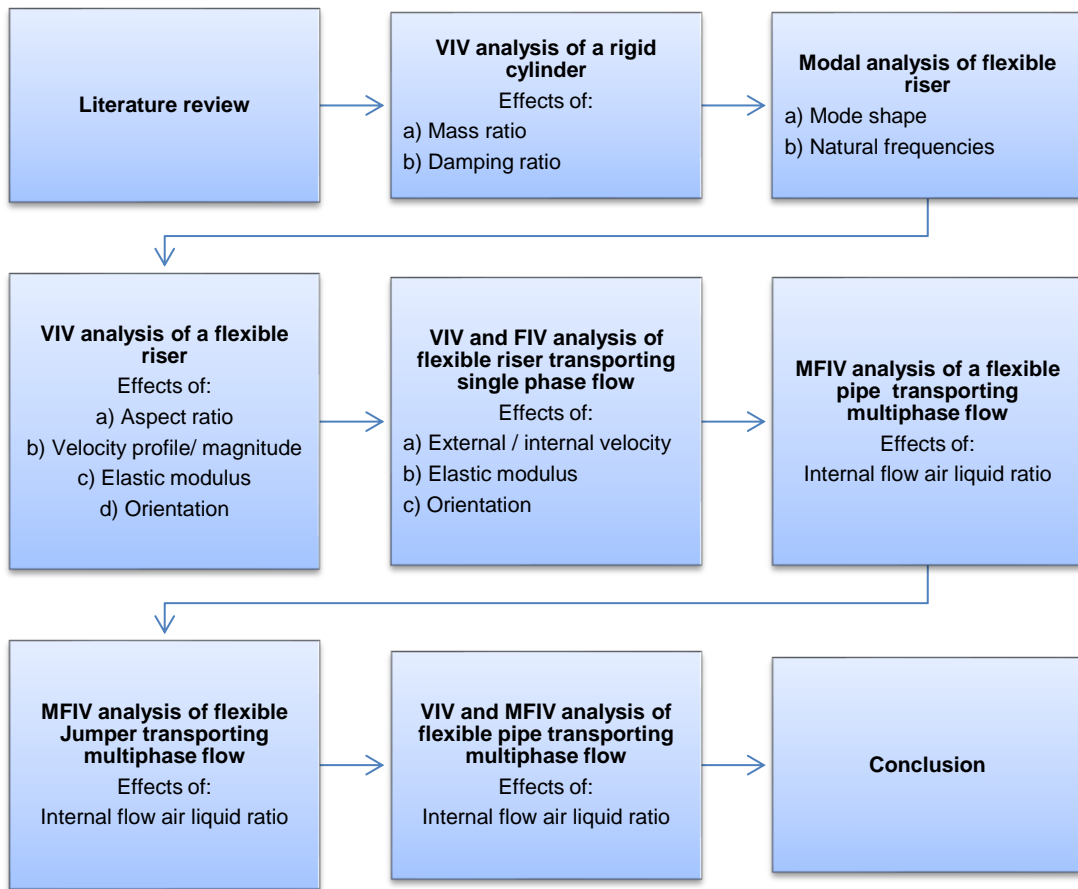 Literature review
VIV analysis of a rigid
cylinder
Effects of:
a) Mass ratio
b) Damping ratio
Modal analysis of flexible
riser
a) Mode shape
b) Natural frequencies
VIV analysis of a flexible
riser
Effects of:
a) Aspect ratio
b) Velocity profile/ magnitude
c) Elastic modulus
d) Orientation
VIV and FIV analysis of
flexible riser transporting
single phase flow
Effects of:
a) External / internal velocity
b) Elastic modulus
c) Orientation
MFIV analysis of a flexible
pipe transporting
multiphase flow
Effects of:
Internal flow air liquid ratio
MFIV analysis of flexible
Jumper transporting
multiphase flow
Effects of:
Internal flow air liquid ratio
VIV and MFIV analysis of
flexible pipe transporting
multiphase flow
Effects of:
Internal flow air liquid ratio
Conclusion